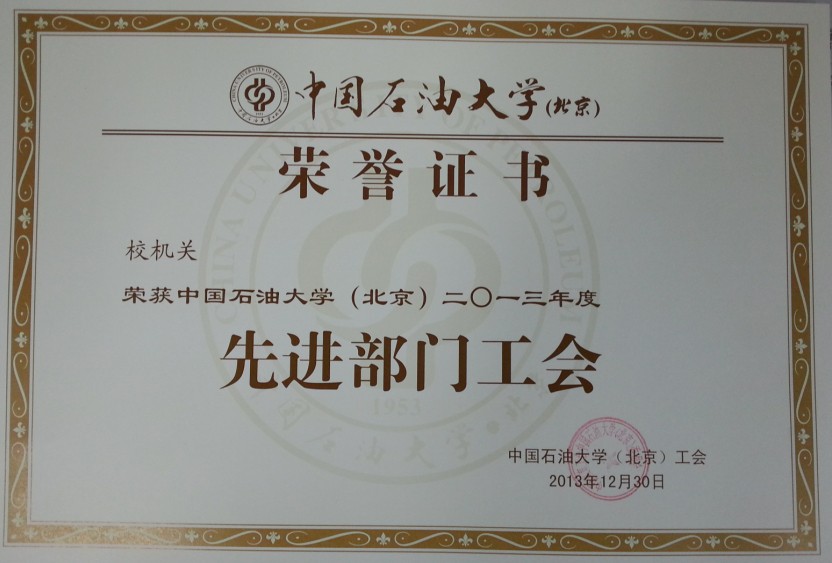 中国石油大学(北京)
荣誉证书
校机关
荣获中国石油大学（北京）二〇一三年度
先进部门工会
1953
中国石油大学（北京）工会
2013年12月30日